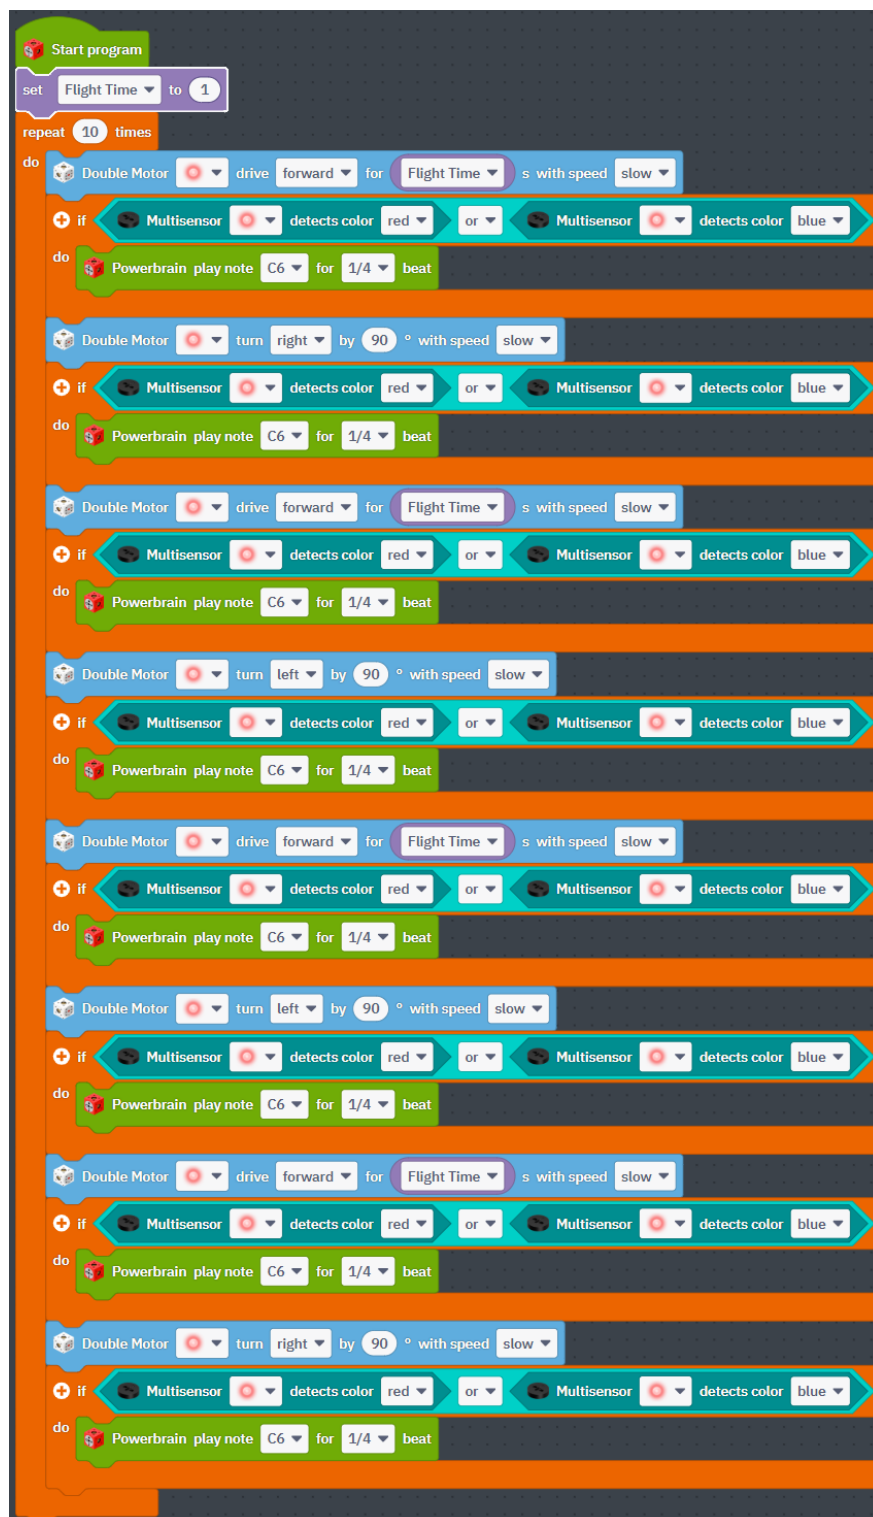 Start program
set Flight Time to 1
repeat 10 times
do Double Motor drive forward for Flight Time s with speed slow
if Multisensor detects color red or Multisensor detects color blue
do Powerbrain play note C6 for 1/4 beat
Double Motor turn right by 90 ° with speed slow
if Multisensor detects color red or Multisensor detects color blue
do Powerbrain play note C6 for 1/4 beat
Double Motor drive forward for Flight Time s with speed slow
if Multisensor detects color red or Multisensor detects color blue
do Powerbrain play note C6 for 1/4 beat
Double Motor turn left by 90 ° with speed slow
if Multisensor detects color red or Multisensor detects color blue
do Powerbrain play note C6 for 1/4 beat
Double Motor drive forward for Flight Time s with speed slow
if Multisensor detects color red or Multisensor detects color blue
do Powerbrain play note C6 for 1/4 beat
Double Motor turn left by 90 ° with speed slow
if Multisensor detects color red or Multisensor detects color blue
do Powerbrain play note C6 for 1/4 beat
Double Motor drive forward for Flight Time s with speed slow
if Multisensor detects color red or Multisensor detects color blue
do Powerbrain play note C6 for 1/4 beat
Double Motor turn right by 90 ° with speed slow
if Multisensor detects color red or Multisensor detects color blue
do Powerbrain play note C6 for 1/4 beat